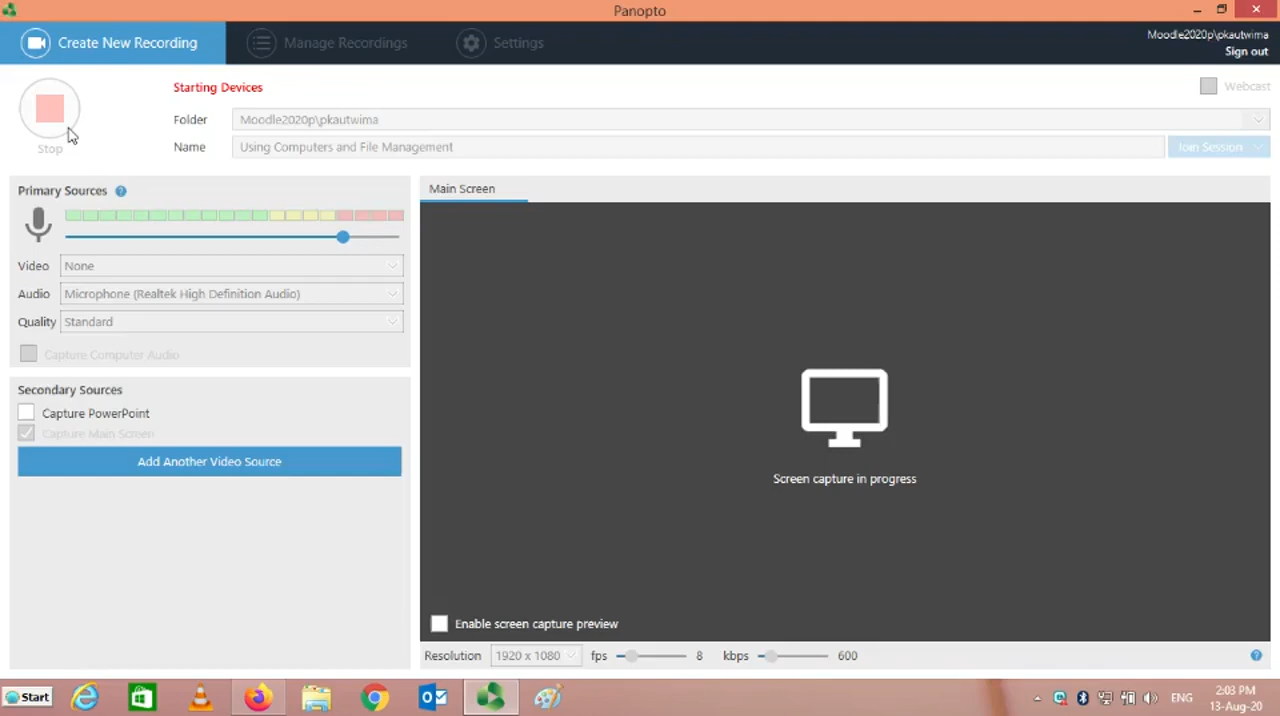 Panopto
Create New Recording
Manage Recordings
Settings
Moodle2020p\pkautwima
Sign out
Stop
Starting Devices
Webcast
Folder
Moodle2020p\pkautwima
Name
Using Computers and File Management
Join Session
Primary Sources ?
Video
None
Audio
Microphone (Realtek High Definition Audio)
Quality
Standard
Capture Computer Audio
Secondary Sources
Capture PowerPoint
Capture Main Screen
Add Another Video Source
Main Screen
Screen capture in progress
Enable screen capture preview
Resolution 1920 x 1080 fps 8 kbps 600 ?
Start
ENG
2:03 PM
13-Aug-20